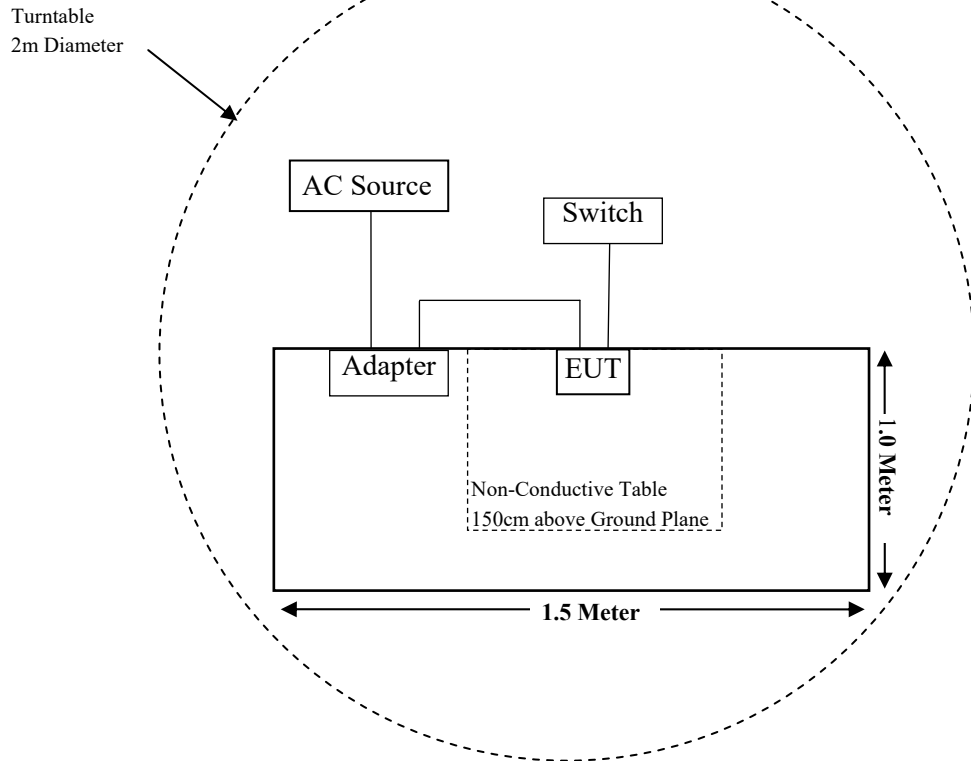 Turntable
2m Diameter
AC Source
Switch
Adapter
EUT
1.0 Meter
Non-Conductive Table
150cm above Ground Plane
1.5 Meter